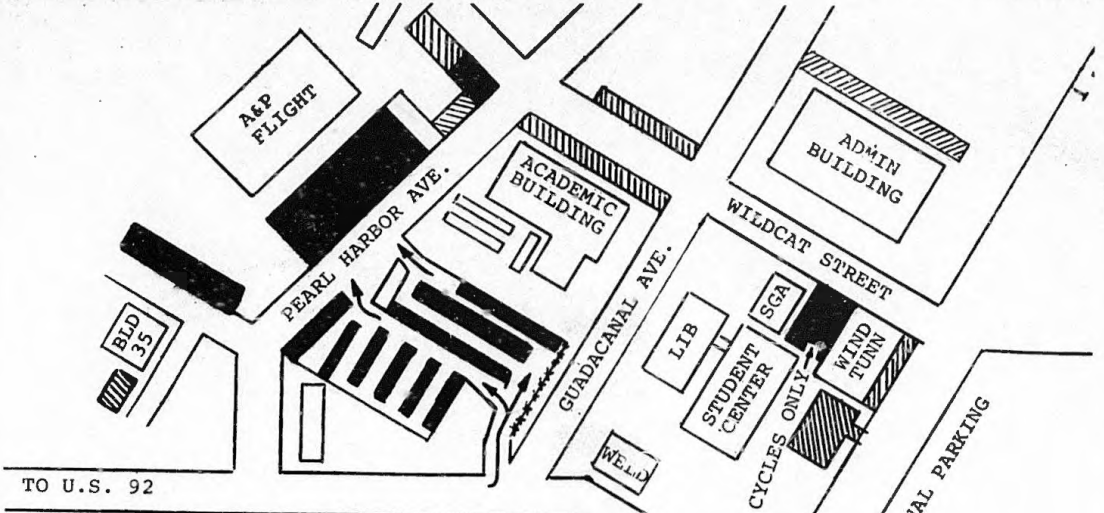 A&P
FLIGHT
PEARL HARBOR AVE.
ACADEMIC
BUILDING
ADMIN
BUILDING
WILDCAT STREET
GUADACANAL AVE.
BLD
35
LIB
SGA
STUDENT
CENTER
WIND
TUNN
CYCLES ONLY
WELD
PARKING
TO U.S. 92